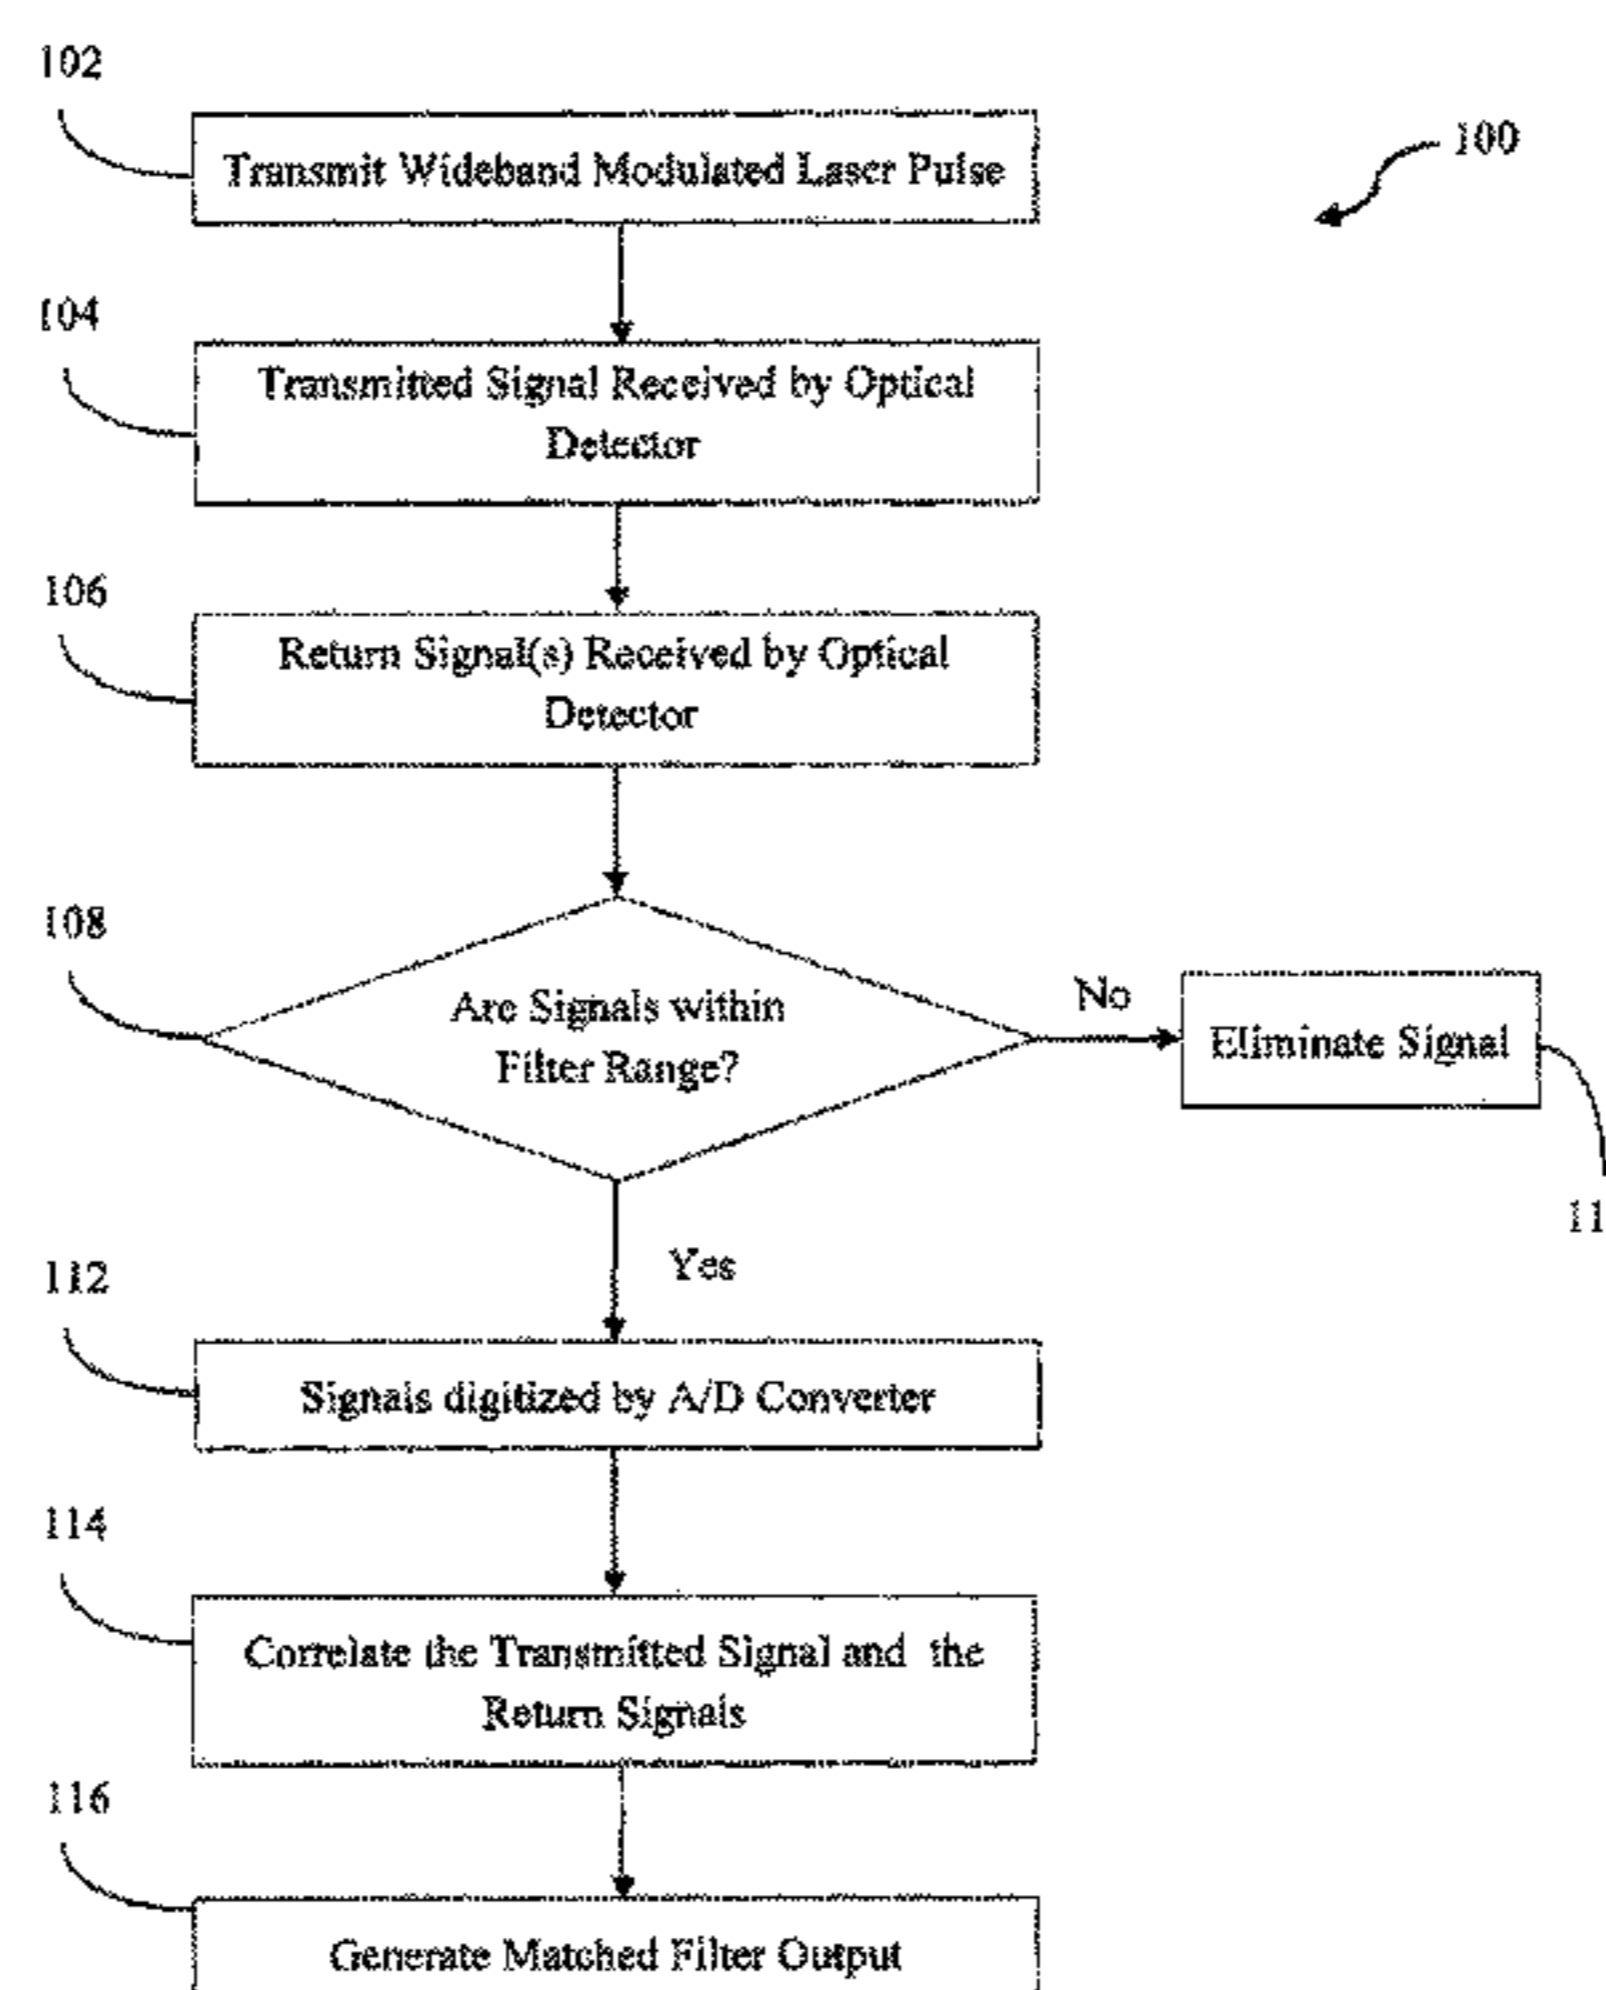 102
Transmit Wideband Modulated Laser Pulse
100
104
Transmitted Signal Received by Optical
Detector
106
Return Signal(s) Received by Optical
Detector
108
Are Signals within
Filter Range?
No
Eliminate Signal
11
Yes
112
Signals digitized by A/D Converter
114
Correlate the Transmitted Signal and the
Return Signals
116
Generate Matched Filter Output